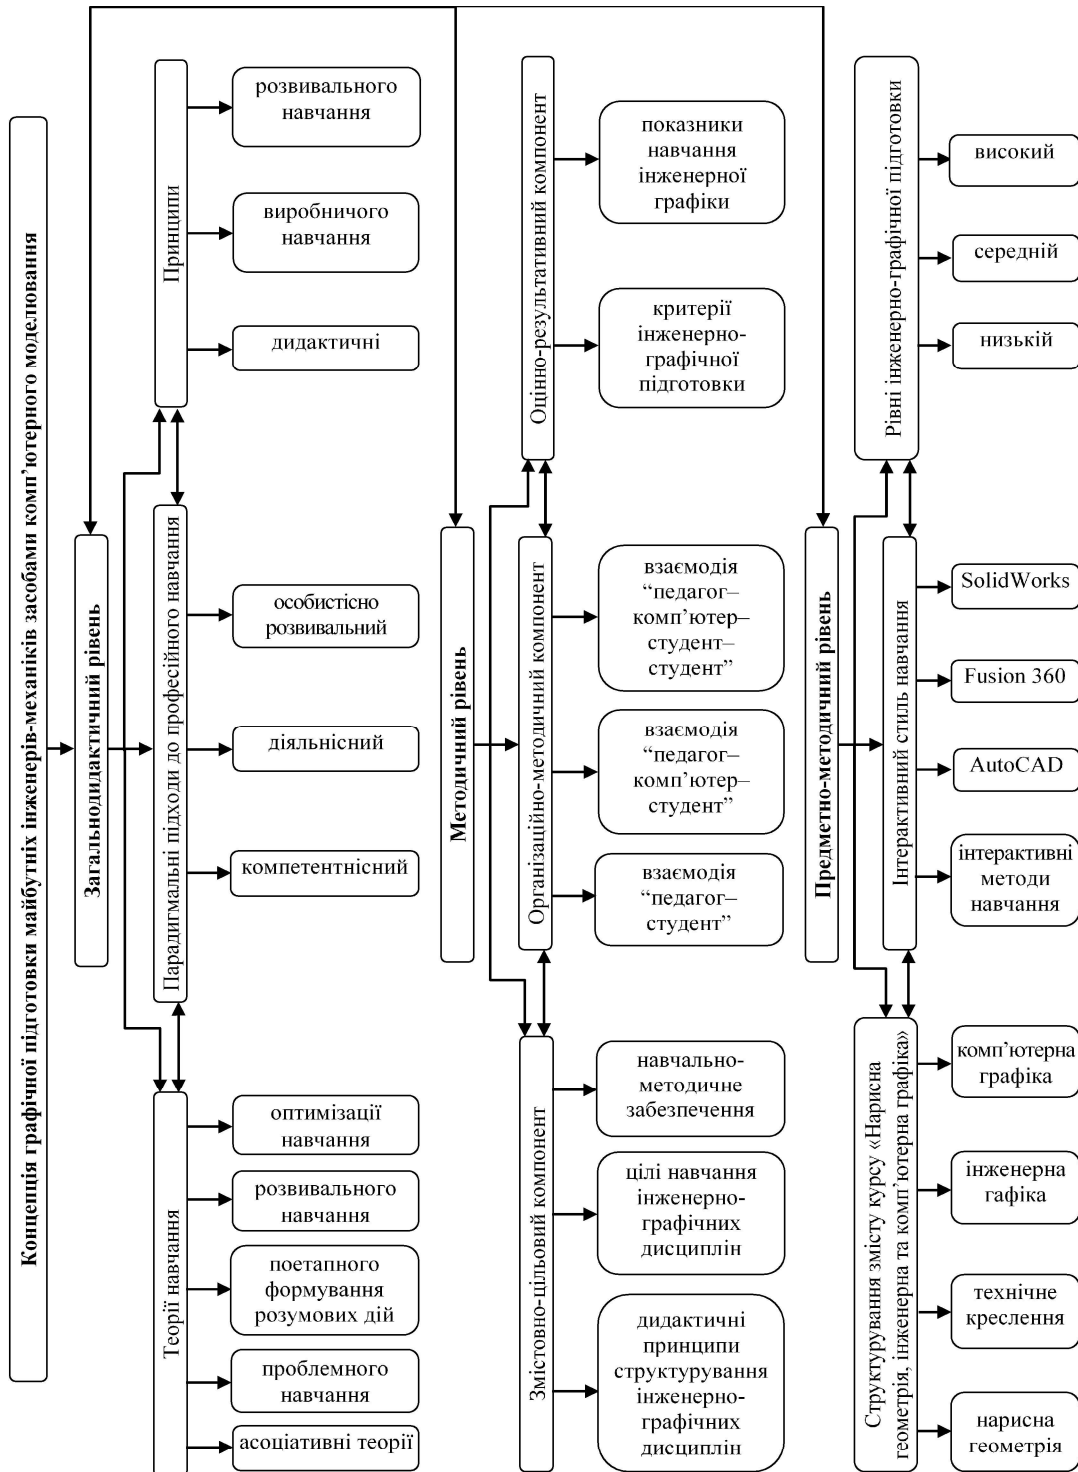 Концепція графічної підготовки майбутніх інженерів-механіків засобами комп’ютерного моделювання
Загальнодидактичний рівень
Принципи
розвивального
навчання
виробничого
навчання
дидактичні
Парадигмальні підходи до професійного навчання
особистісно
розвивальний
діяльнісний
компетентнісний
Теорії навчання
оптимізації
навчання
розвивального
навчання
поетапного
формування
розумових дій
проблемного
навчання
асоціативні теорії
Методичний рівень
Оцінно-результативний компонент
показники
навчання
інженерної
графіки
критерії
інженерно-
графічної
підготовки
Організаційно-методичний компонент
взаємодія
“педагог–
комп’ютер–
студент–
студент”
взаємодія
“педагог–
комп’ютер–
студент”
взаємодія
“педагог–
студент”
Змістовно-цільовий компонент
навчально-
методичне
забезпечення
цілі навчання
інженерно-
графічних
дисциплін
дидактичні
принципи
структурування
інженерно-
графічних
дисциплін
Предметно-методичний рівень
Рівні інженерно-графічної підготовки
високий
середній
низькій
Інтерактивний стиль навчання
SolidWorks
Fusion 360
AutoCAD
інтерактивні
методи
навчання
Структурування змісту курсу «Нарисна
геометрія, інженерна та комп’ютерна графіка»
комп’ютерна
графіка
інженерна
гафіка
технічне
креслення
нарисна
геометрія